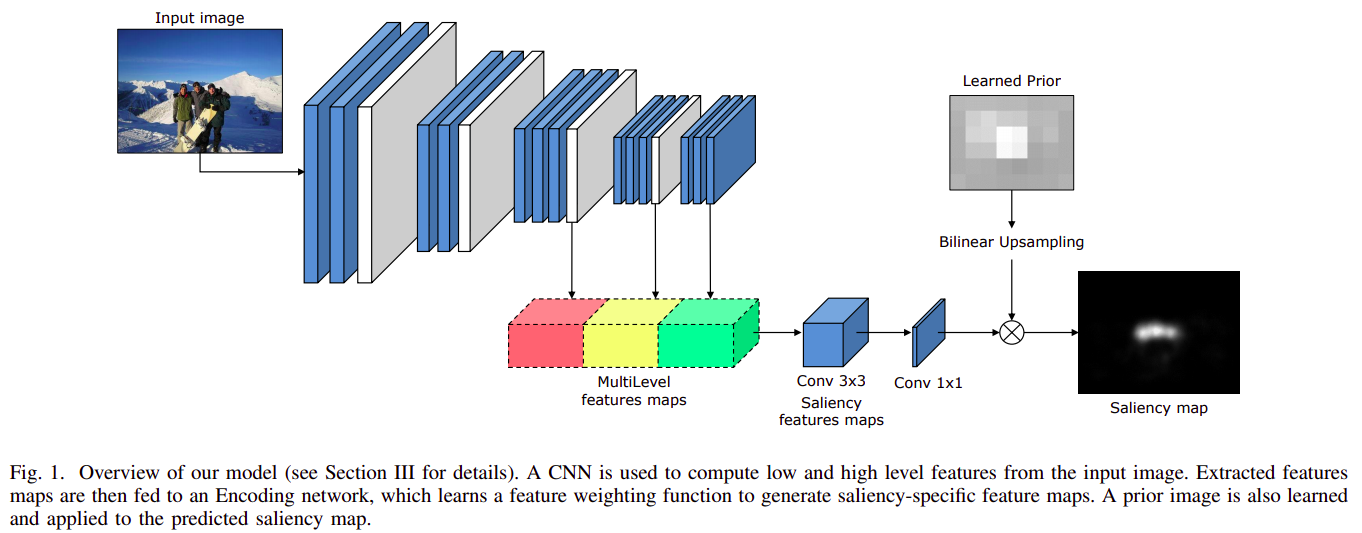 Input image
Learned Prior
Bilinear Upsampling
MultiLevel
features maps
Conv 3x3
Saliency
features maps
Conv 1x1
Saliency map
Fig. 1. Overview of our model (see Section III for details). A CNN is used to compute low and high level features from the input image. Extracted features
maps are then fed to an Encoding network, which learns a feature weighting function to generate saliency-specific feature maps. A prior image is also learned
and applied to the predicted saliency map.